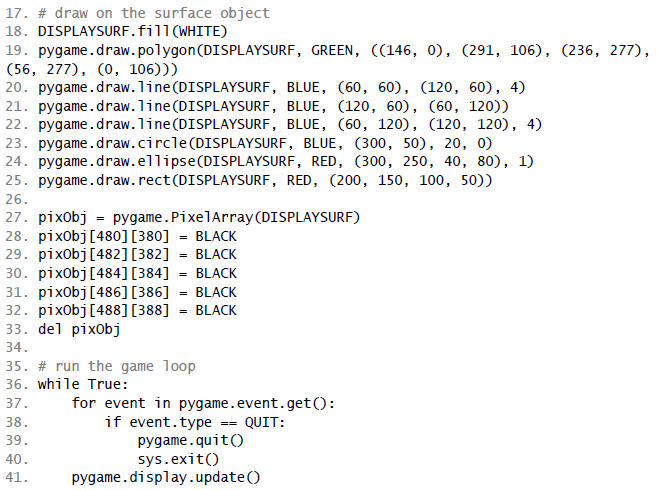 17. # draw on the surface object
18. DISPLAYSURF.fill(WHITE)
19. pygame.draw.polygon(DISPLAYSURF, GREEN, ((146, 0), (291, 106), (236, 277),
(56, 277), (0, 106)))
20. pygame.draw.line(DISPLAYSURF, BLUE, (60, 60), (120, 60), 4)
21. pygame.draw.line(DISPLAYSURF, BLUE, (120, 60), (60, 120))
22. pygame.draw.line(DISPLAYSURF, BLUE, (60, 120), (120, 120), 4)
23. pygame.draw.circle(DISPLAYSURF, BLUE, (300, 50), 20, 0)
24. pygame.draw.ellipse(DISPLAYSURF, RED, (300, 250, 40, 80), 1)
25. pygame.draw.rect(DISPLAYSURF, RED, (200, 150, 100, 50))
26.
27. pixObj = pygame.PixelArray(DISPLAYSURF)
28. pixObj[480][380] = BLACK
29. pixObj[482][382] = BLACK
30. pixObj[484][384] = BLACK
31. pixObj[486][386] = BLACK
32. pixObj[488][388] = BLACK
33. del pixObj
34.
35. # run the game loop
36. while True:
37.     for event in pygame.event.get():
38.         if event.type == QUIT:
39.             pygame.quit()
40.             sys.exit()
41.     pygame.display.update()